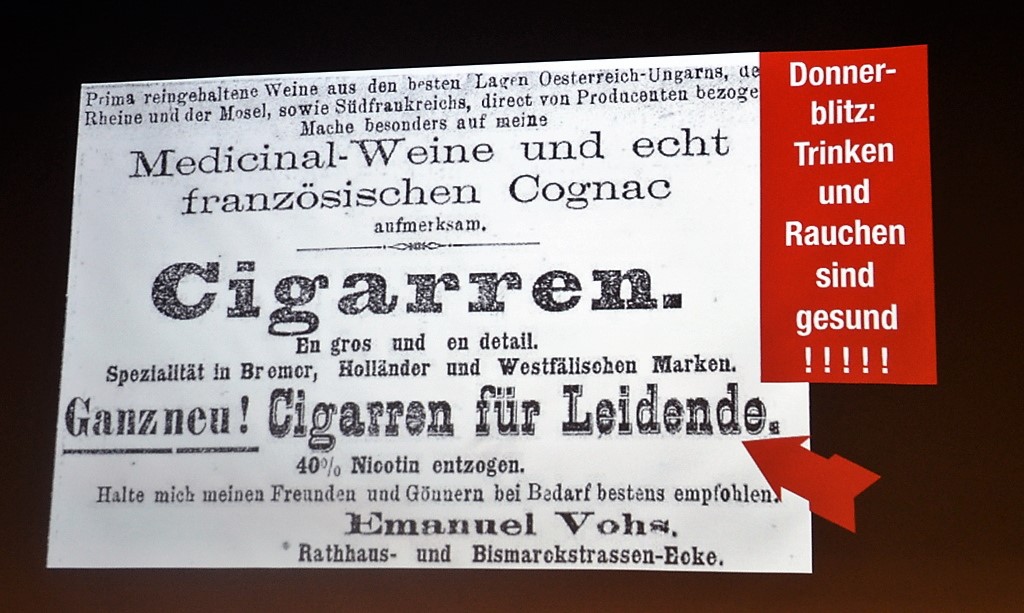 Prima reingehaltene Weine aus den besten Lagen Oesterreich-Ungarns, de
Rheine und der Mosel, sowie Südfrankreichs, direct von Producenten bezoge
Mache besonders auf meine
Medicinal-Weine und echt
französischen Cognac
aufmerksam.
Cigarren.
En gros und en detail.
Spezialität in Bremer, Holländer und Westfälischen Marken.
Ganz neu! Cigarren für Leidende.
40% Nicotin entzogen.
Halte mich meinen Freunden und Gönnern bei Bedarf bestens empfohlen.
Emanuel Vohs.
Rathhaus- und Bismarckstrassen-Ecke.
Donner-
blitz:
Trinken
und
Rauchen
sind
gesund
!!!!!